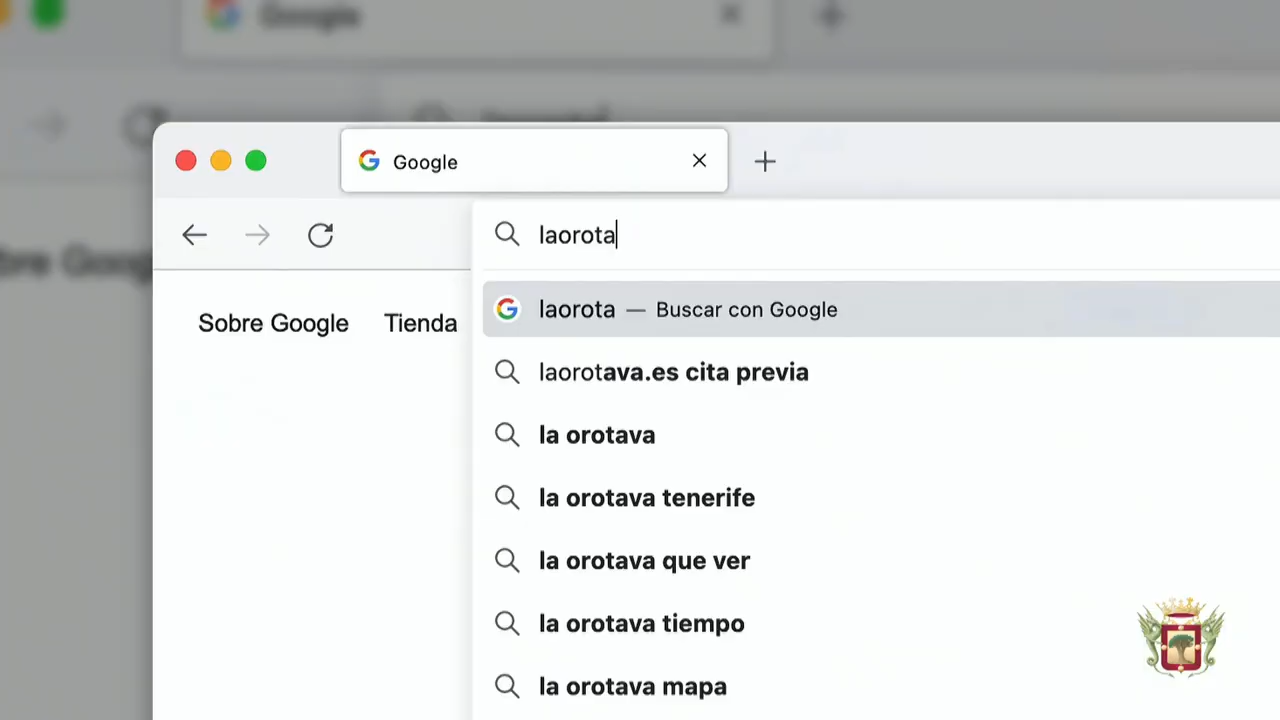 Google
Google
laorota
laorota — Buscar con Google
Sobre Google Tienda
laorotava.es cita previa
la orotava
la orotava tenerife
la orotava que ver
la orotava tiempo
la orotava mapa